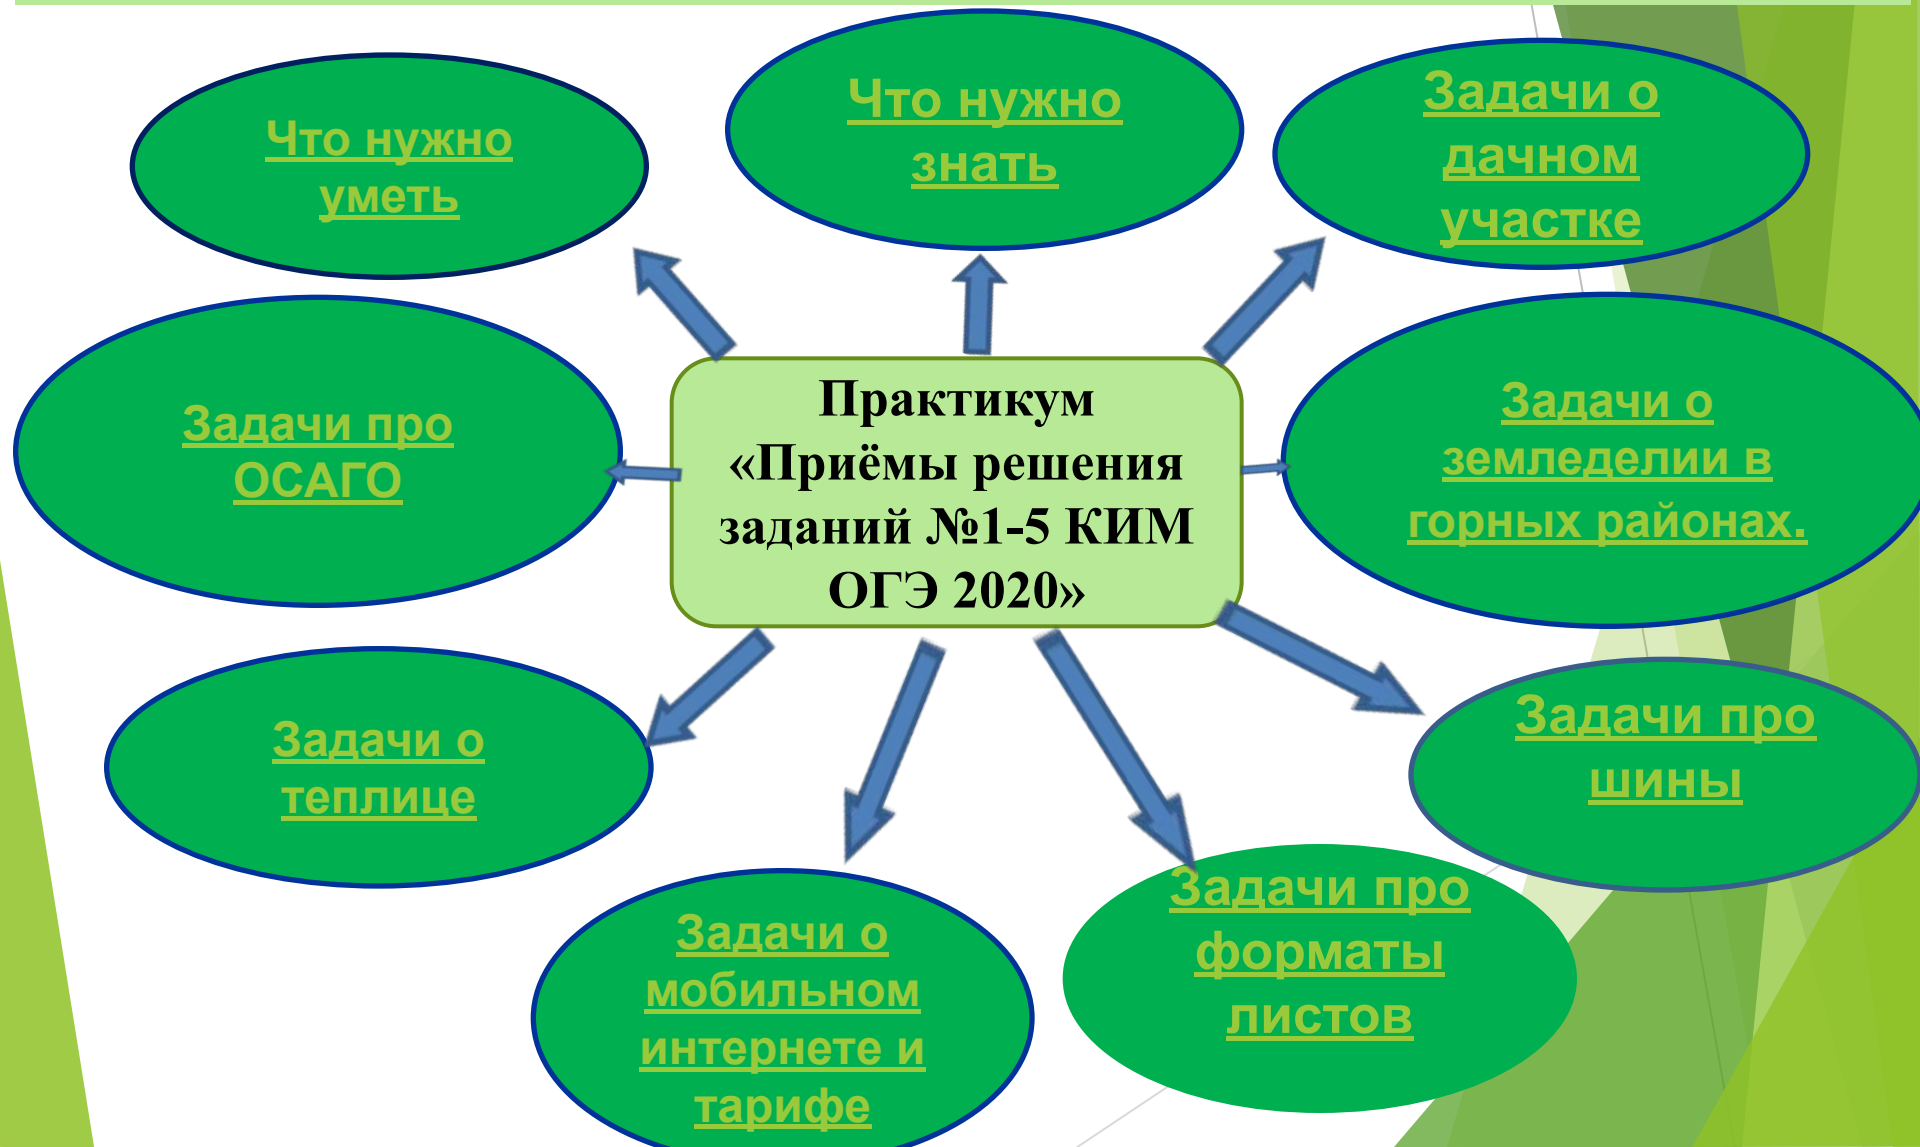 Что нужно
уметь
Что нужно
знать
Задачи о
дачном
участке
Задачи про
ОСАГО
Практикум
«Приёмы решения
заданий №1-5 КИМ
ОГЭ 2020»
Задачи о
земледелии в
горных районах.
Задачи о
теплице
Задачи про
шины
Задачи о
мобильном
интернете и
тарифе
Задачи про
форматы
листов